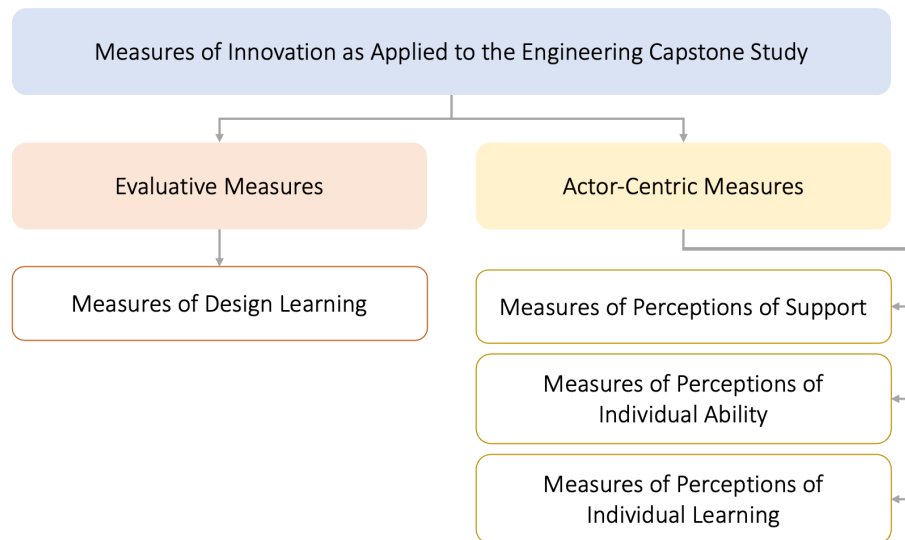 Measures of Innovation as Applied to the Engineering Capstone Study
Evaluative Measures
Actor-Centric Measures
Measures of Design Learning
Measures of Perceptions of Support
Measures of Perceptions of
Individual Ability
Measures of Perceptions of
Individual Learning